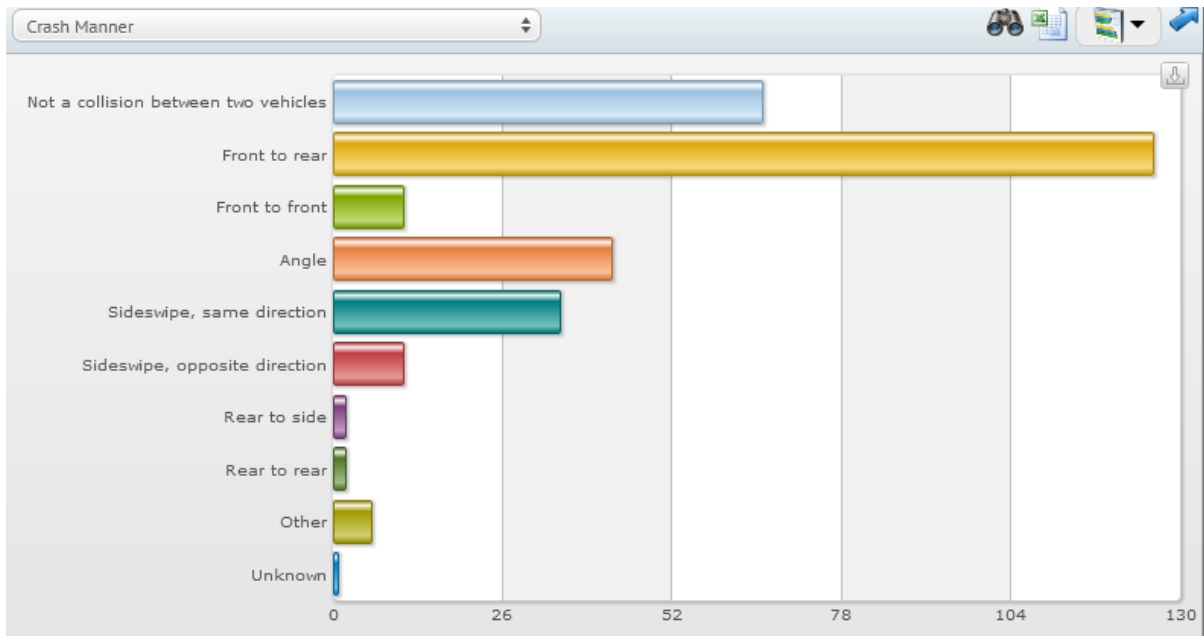 Crash Manner
Not a collision between two vehicles
Front to rear
Front to front
Angle
Sideswipe, same direction
Sideswipe, opposite direction
Rear to side
Rear to rear
Other
Unknown
0 26 52 78 104 130